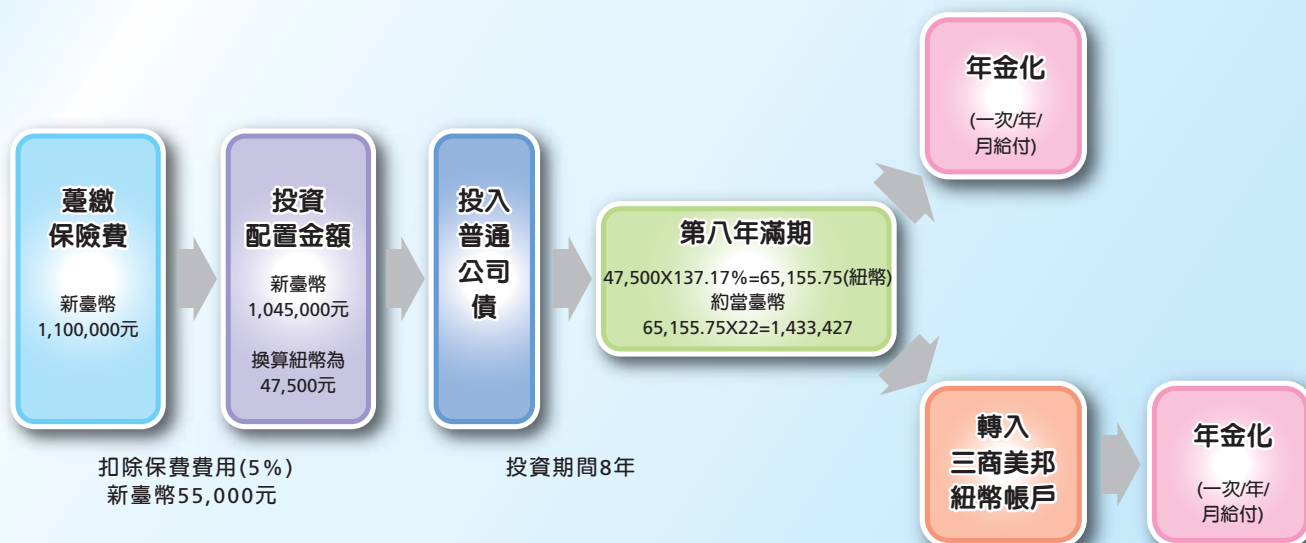 躉繳
保險費
新臺幣
1,100,000元
投資
配置金額
新臺幣
1,045,000元
換算紐幣為
47,500元
扣除保費費用(5%)
新臺幣55,000元
投入
普通
公司
債
投資期間8年
第八年滿期
47,500X137.17%=65,155.75(紐幣)
約當臺幣
65,155.75X22=1,433,427
年金化
(一次/年/
月給付)
轉入
三商美邦
紐幣帳戶
年金化
(一次/年/
月給付)